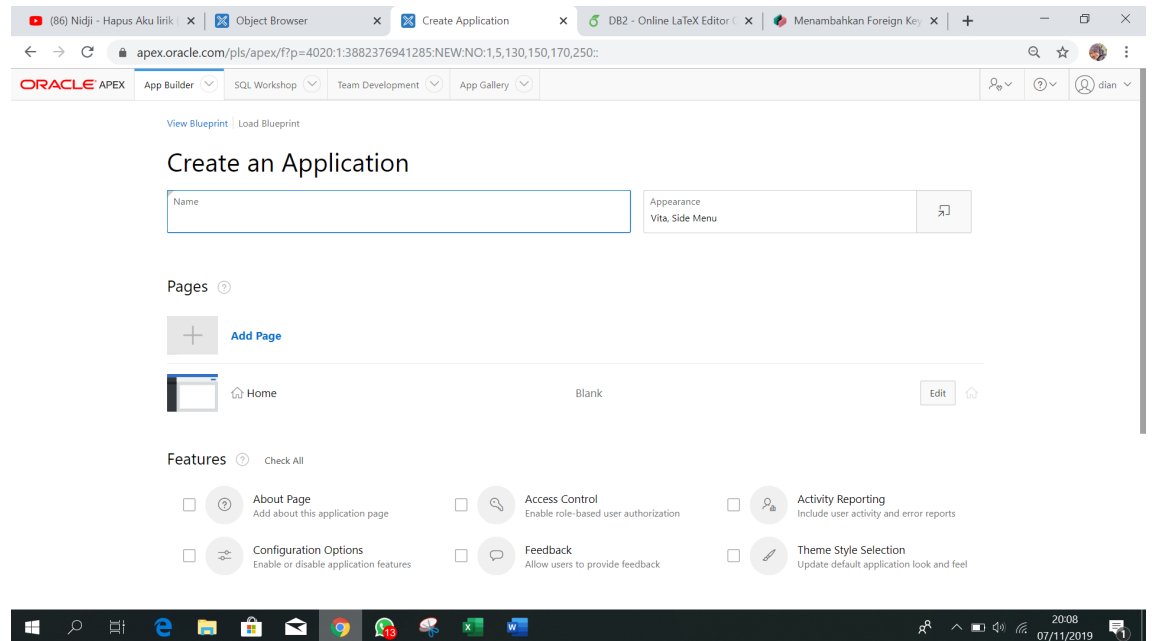 (86) Nidji - Hapus Aku lirik
Object Browser
Create Application
DB2 - Online LaTeX Editor
Menambahkan Foreign Key
apex.oracle.com/pls/apex/f?p=4020:1:3882376941285:NEW:NO:1,5,130,150,170,250::
ORACLE APEX
App Builder
SQL Workshop
Team Development
App Gallery
dian
View Blueprint
Load Blueprint
Create an Application
Name
Appearance
Vita, Side Menu
Pages
Add Page
Home
Blank
Edit
Features
Check All
About Page
Add about this application page
Access Control
Enable role-based user authorization
Activity Reporting
Include user activity and error reports
Configuration Options
Enable or disable application features
Feedback
Allow users to provide feedback
Theme Style Selection
Update default application look and feel
13
20:08
07/11/2019